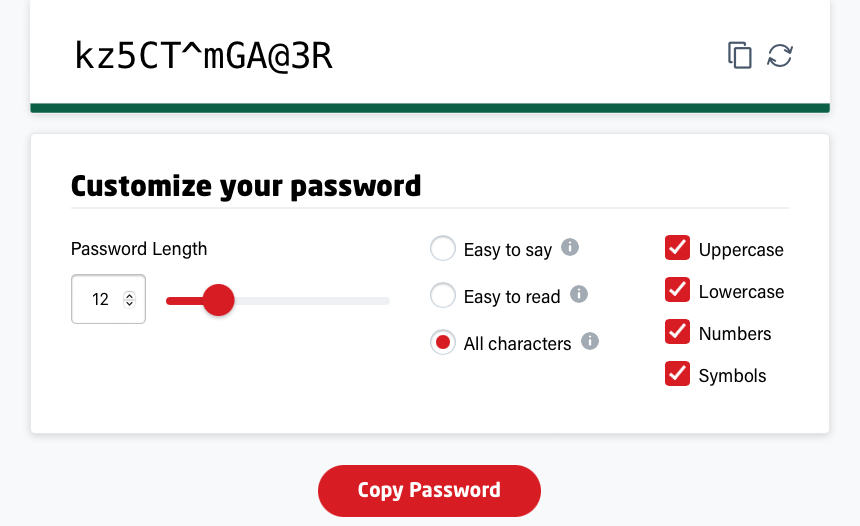 kz5CT^mGA@3R
Customize your password
Password Length
12
Easy to say
Easy to read
All characters
Uppercase
Lowercase
Numbers
Symbols
Copy Password